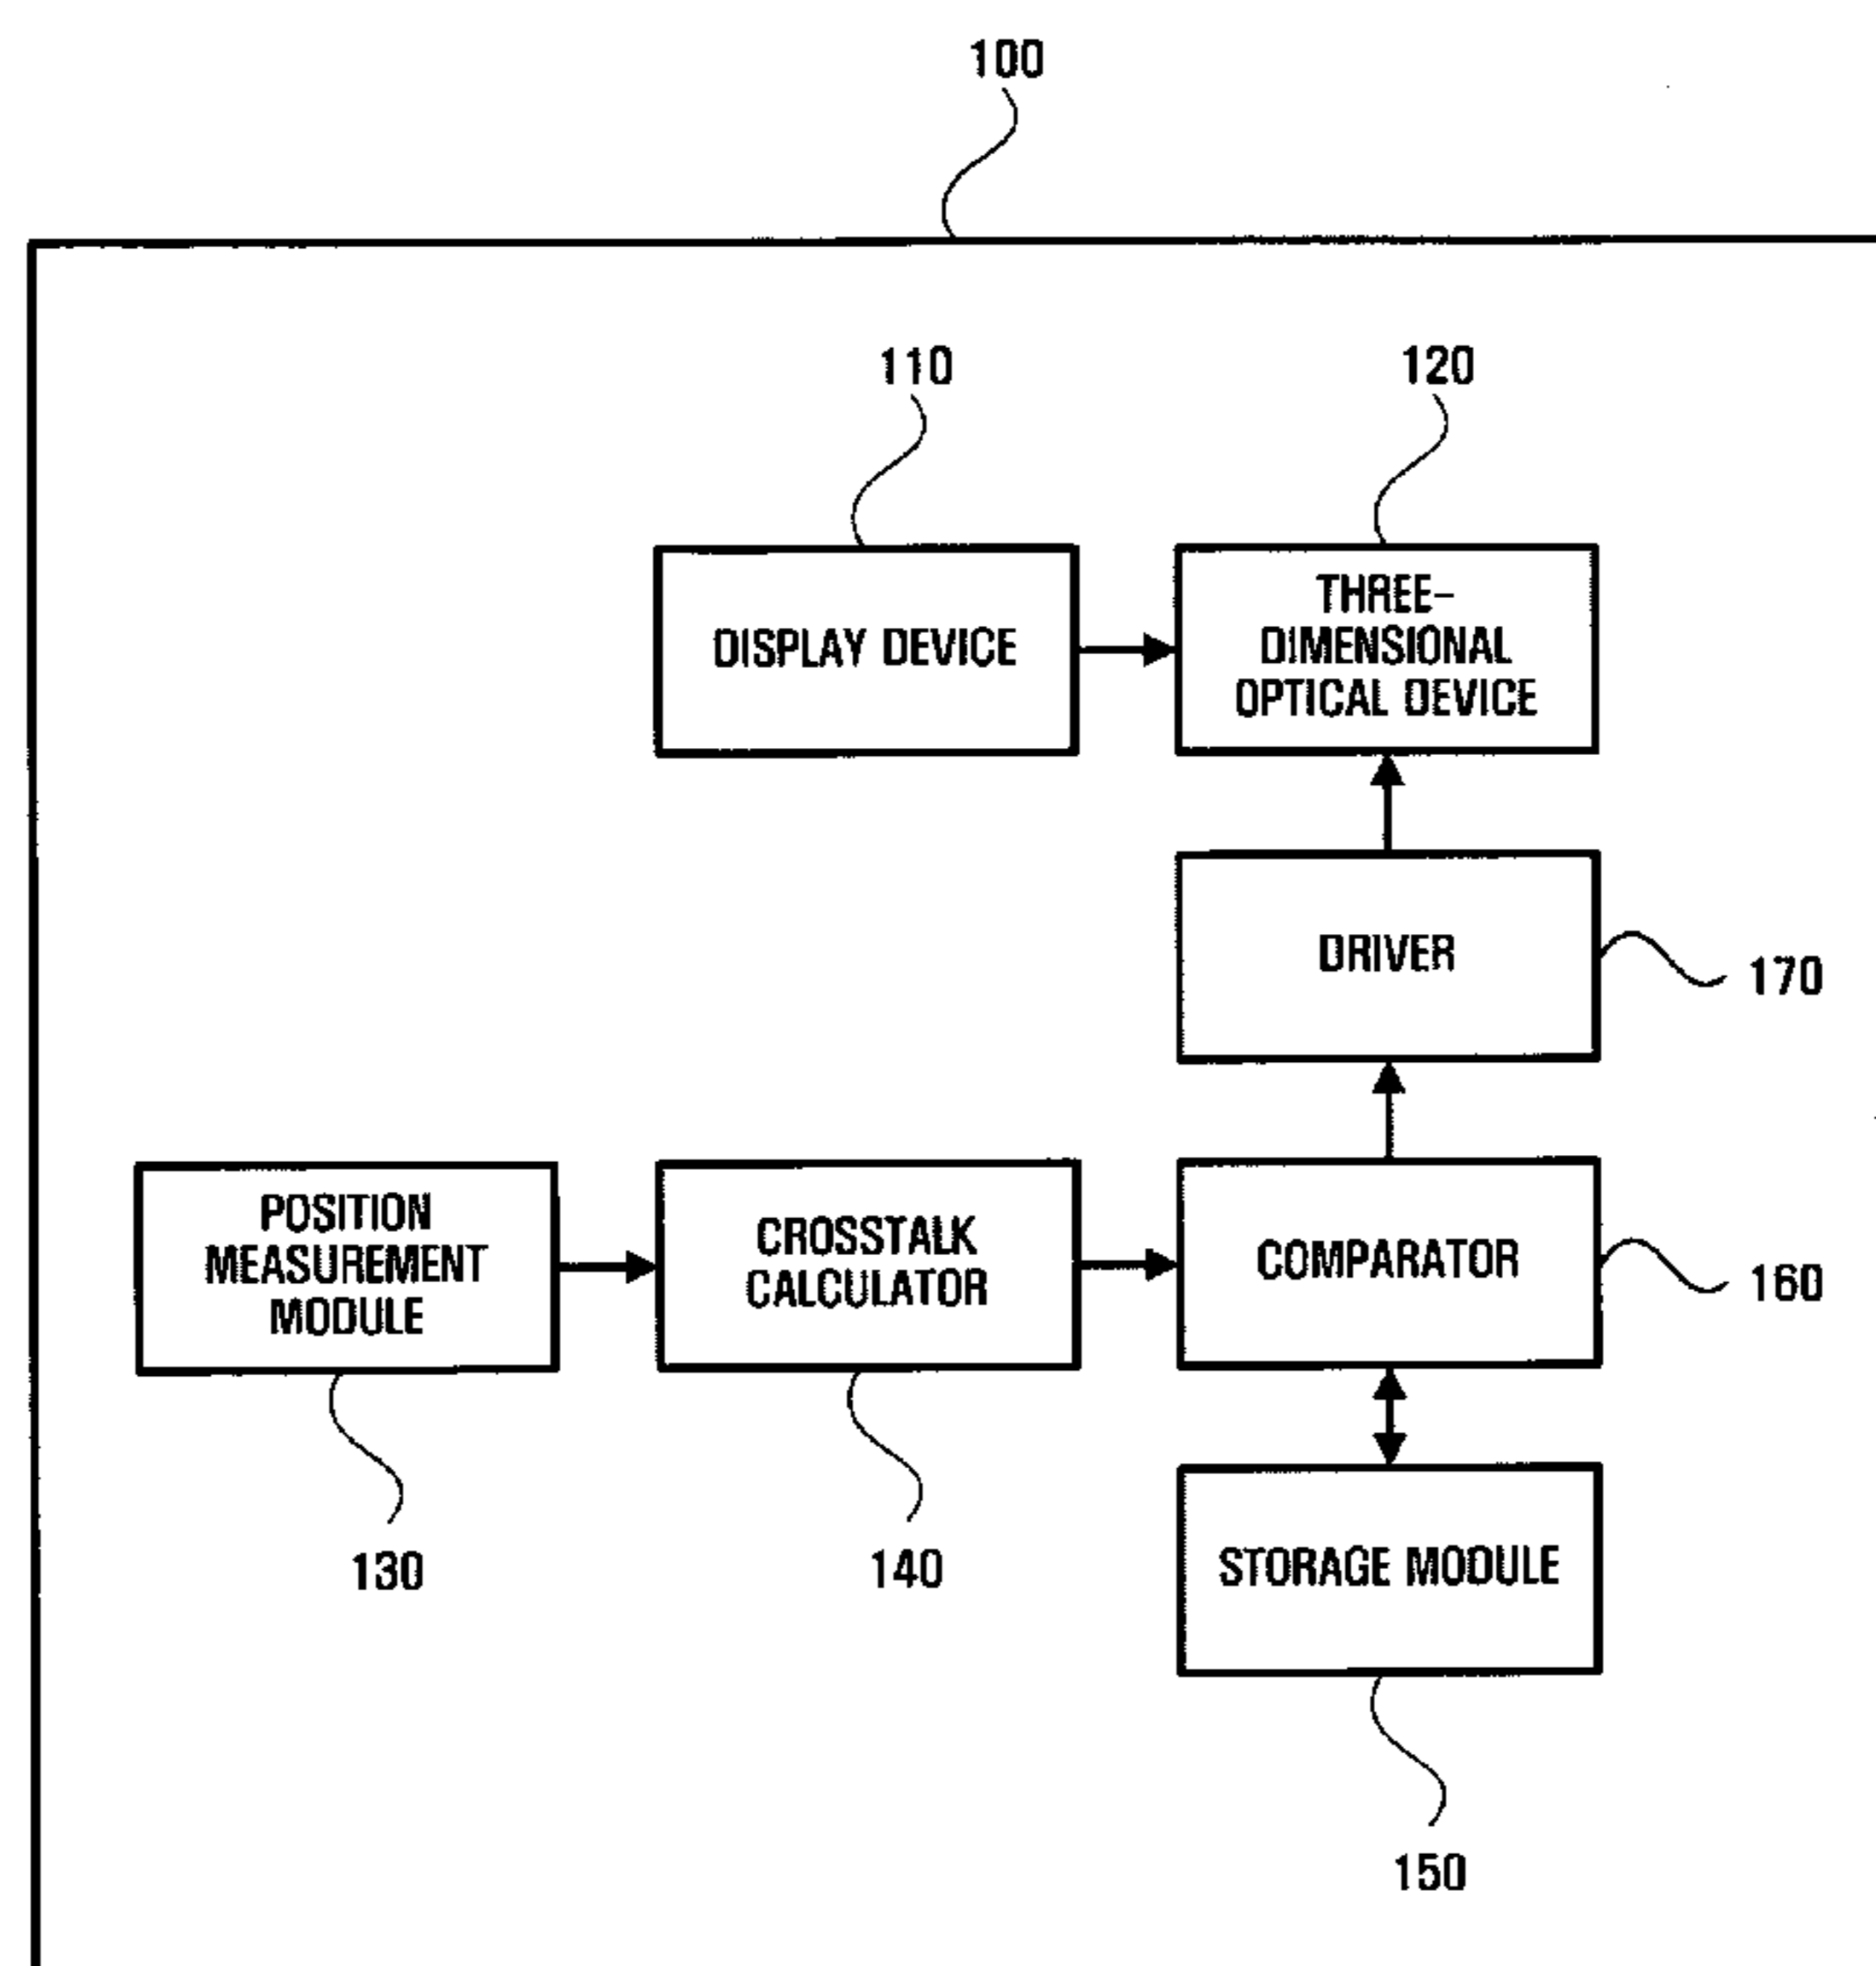 100
110
120
DISPLAY DEVICE
THREE-
DIMENSIONAL
OPTICAL DEVICE
DRIVER
170
POSITION
MEASUREMENT
MODULE
CROSSTALK
CALCULATOR
COMPARATOR
160
130
140
STORAGE MODULE
150